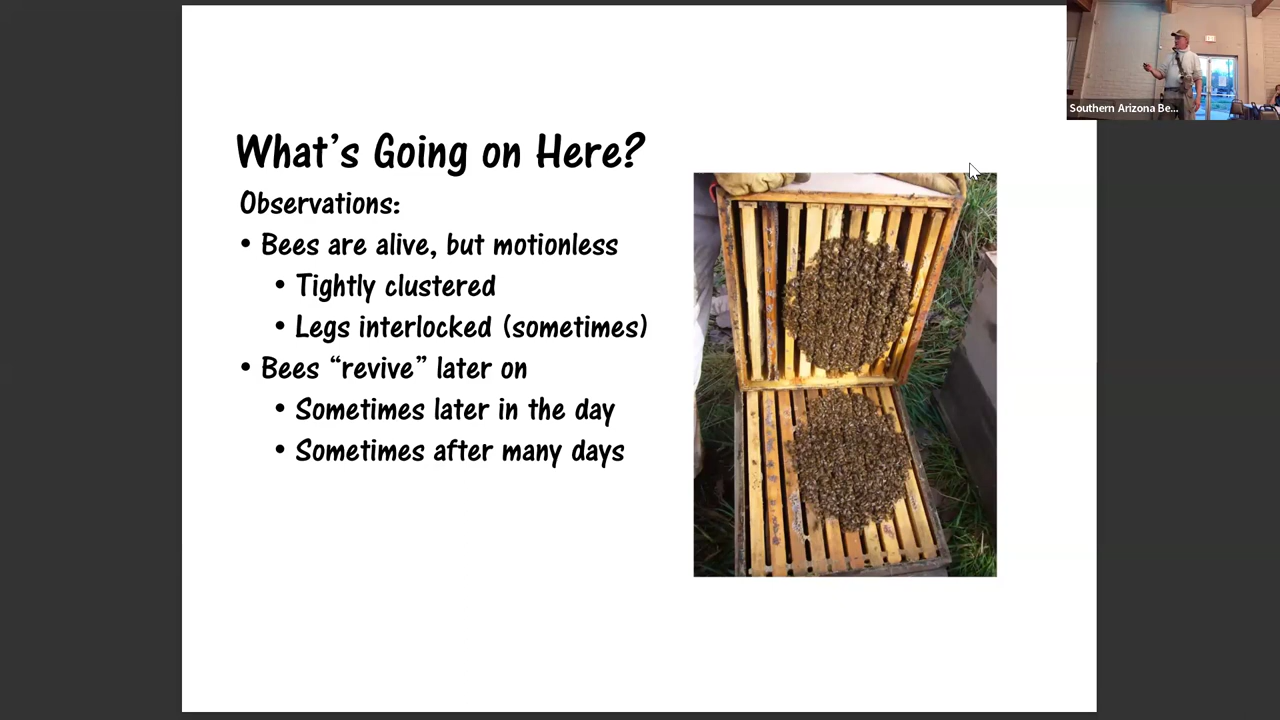 What's Going on Here?
Observations:
• Bees are alive, but motionless
• Tightly clustered
• Legs interlocked (sometimes)
• Bees “revive” later on
• Sometimes later in the day
• Sometimes after many days
Southern Arizona Be...